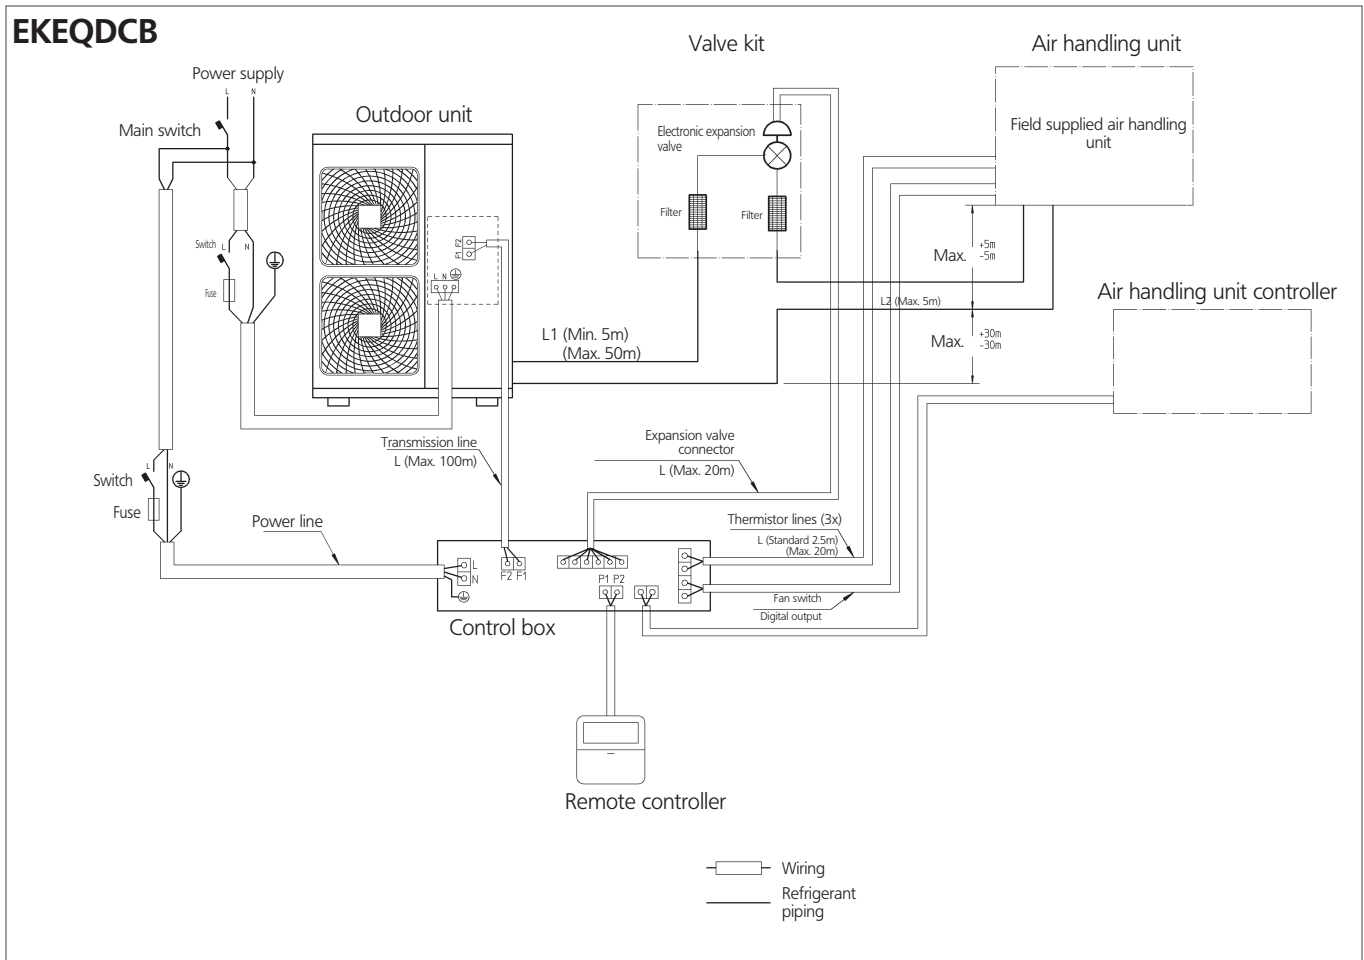 EKEQDCB
Valve kit
Air handling unit
Power supply
L N
Outdoor unit
Main switch
Electronic expansion
valve
Field supplied air handling
unit
Filter
Filter
Switch
L N
Fuse
F2
F1
L N
Max. +5m
-5m
L2 (Max. 5m)
Air handling unit controller
L1 (Min. 5m)
(Max. 50m)
Max. +30m
-30m
Transmission line
L (Max. 100m)
Expansion valve
connector
L (Max. 20m)
L N
Switch
Fuse
Power line
Thermistor lines (3x)
L (Standard 2.5m)
(Max. 20m)
L
N
F2 F1
P1 P2
Fan switch
Digital output
Control box
Remote controller
Wiring
Refrigerant
piping